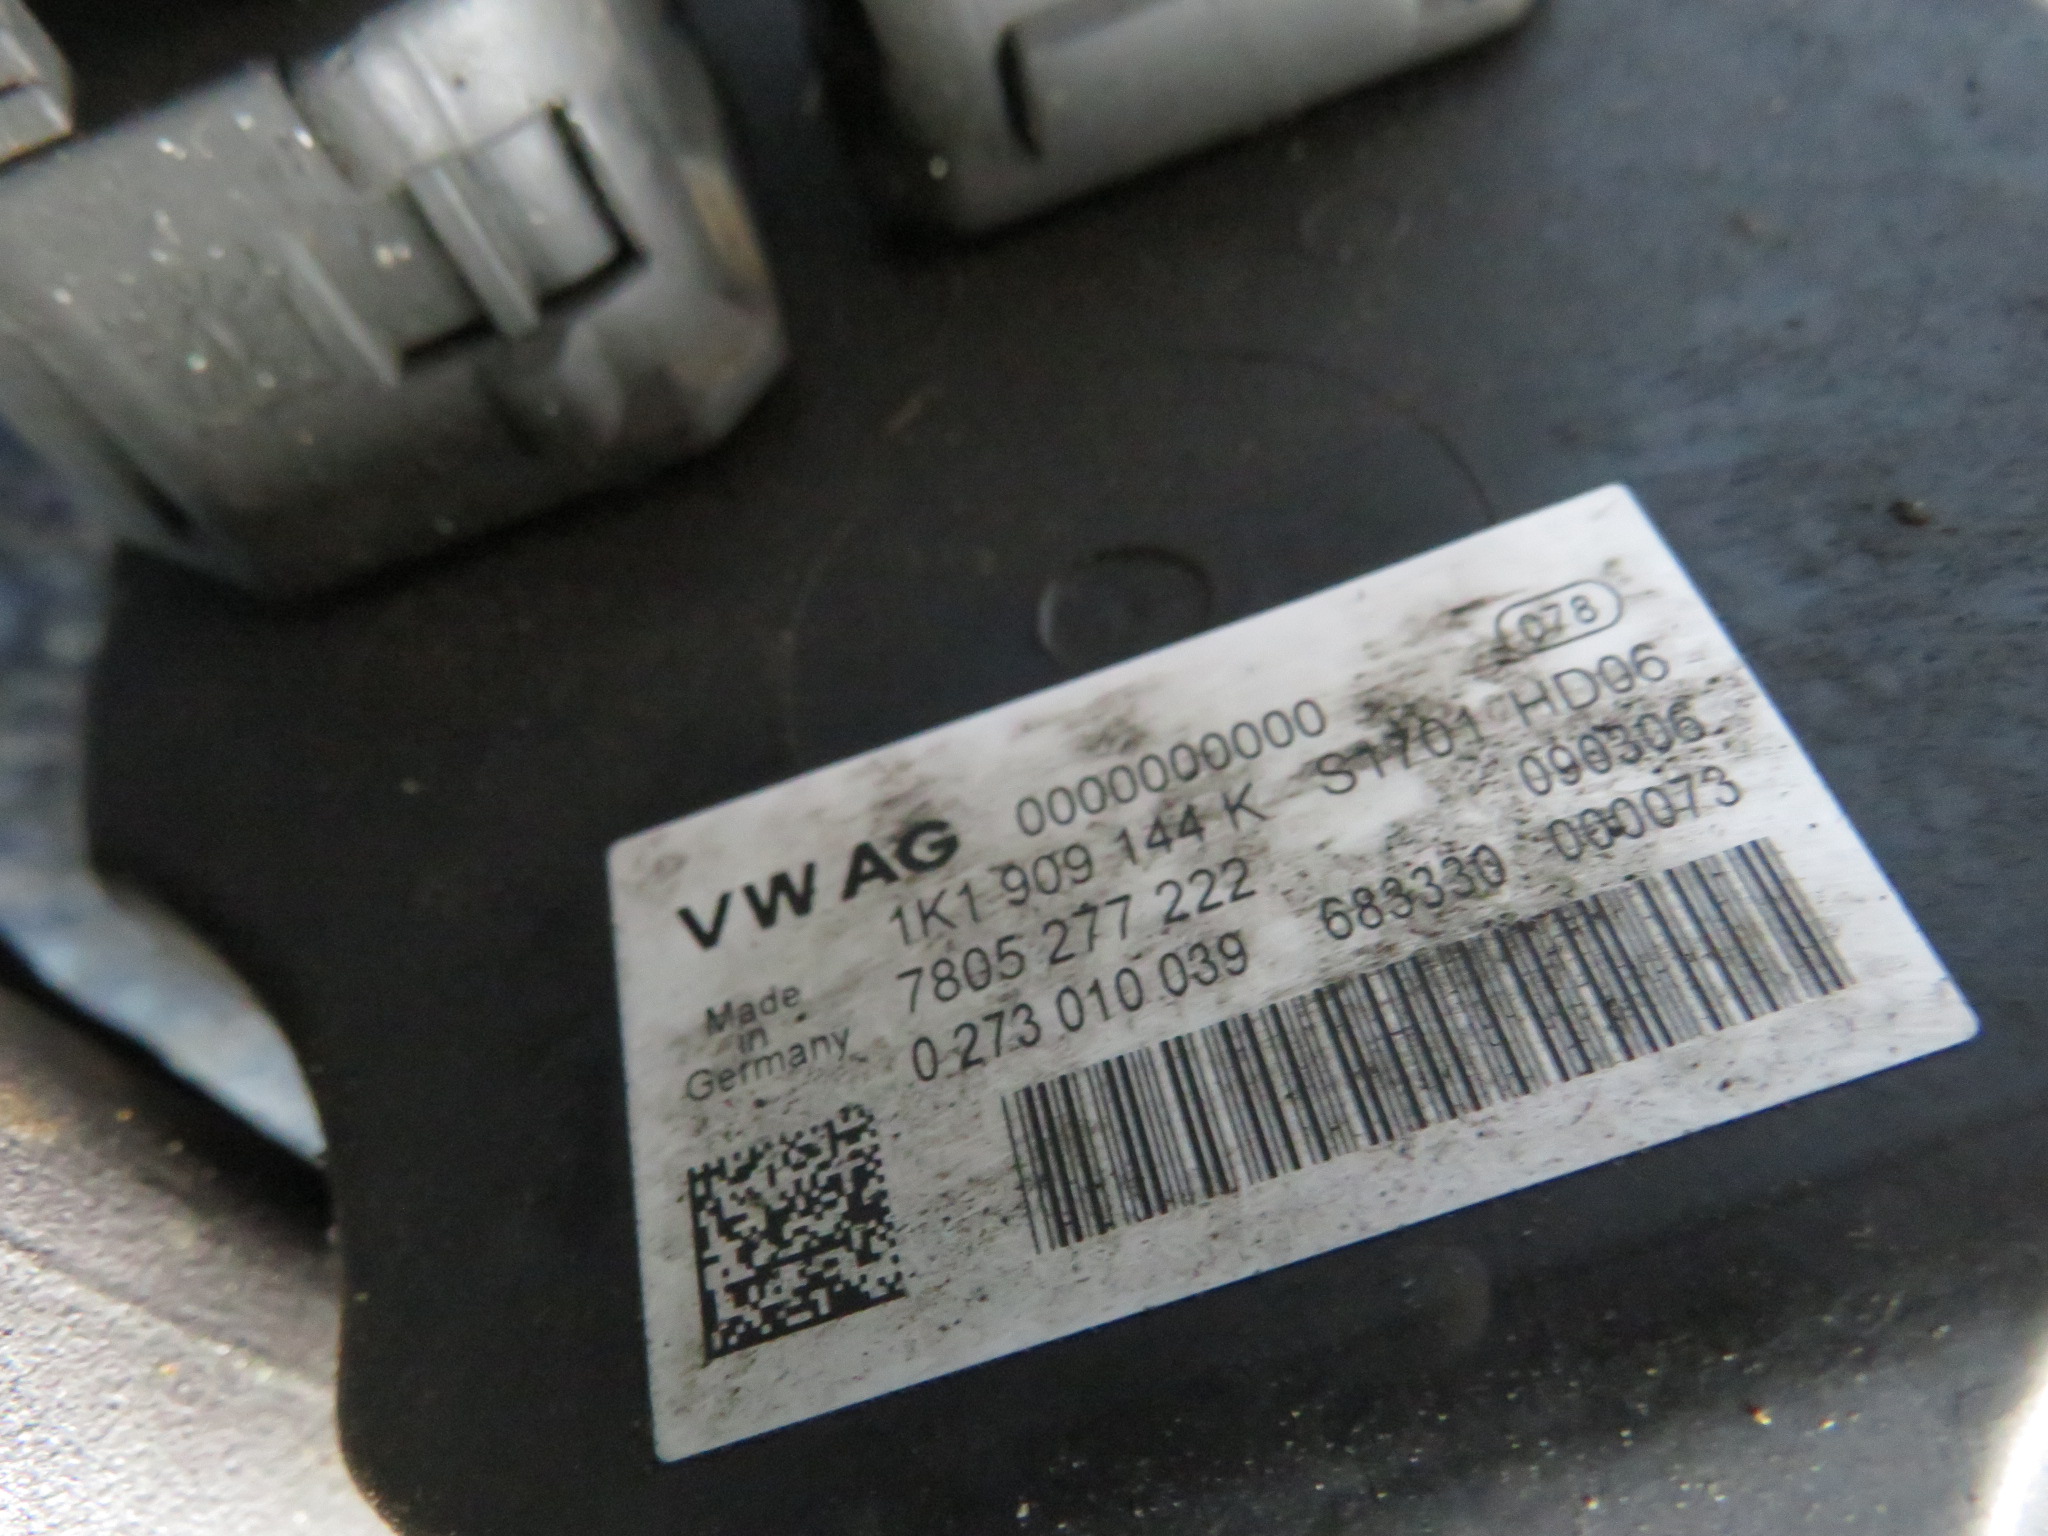 078
VW AG 0000000000
1K1 909 144 K S1701 HD06
7805 277 222 090306
0 273 010 039 683330 000073
Made
in
Germany